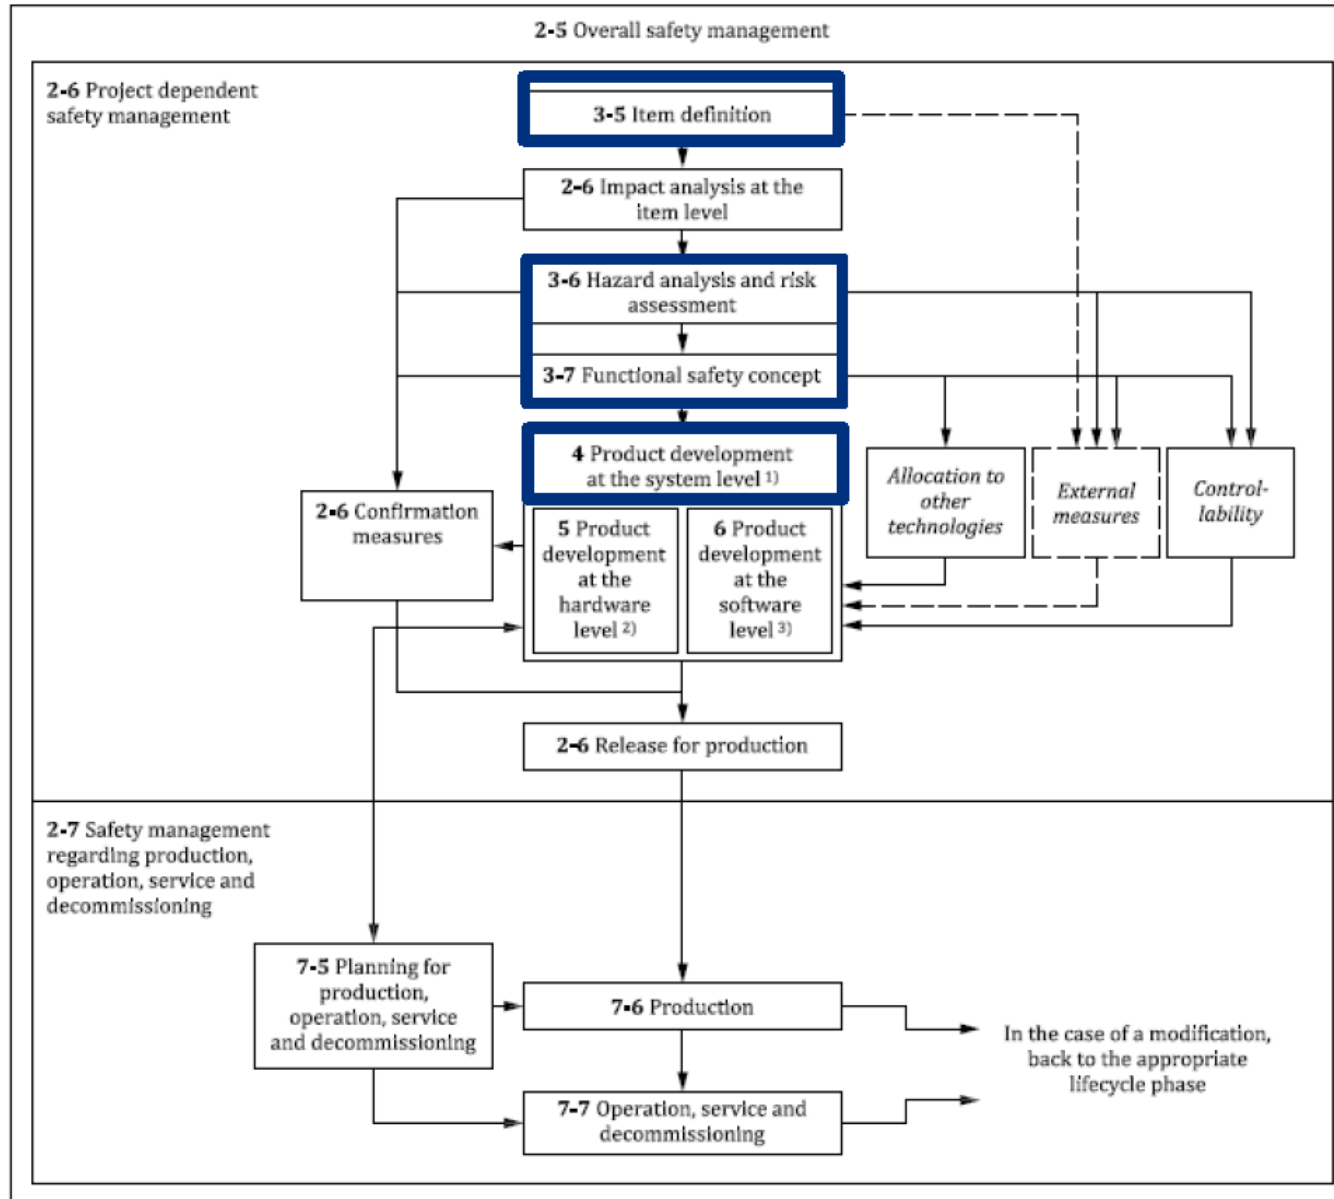 2-5 Overall safety management
2-6 Project dependent
safety management
3-5 Item definition
2-6 Impact analysis at the
item level
3-6 Hazard analysis and risk
assessment
3-7 Functional safety concept
4 Product development
at the system level 1)
Allocation to
other
technologies
External
measures
Control-
lability
2-6 Confirmation
measures
5 Product
development
at the
hardware
level 2)
6 Product
development
at the
software
level 3)
2-6 Release for production
2-7 Safety management
regarding production,
operation, service and
decommissioning
7-5 Planning for
production,
operation, service
and decommissioning
7-6 Production
In the case of a modification,
back to the appropriate
lifecycle phase
7-7 Operation, service and
decommissioning